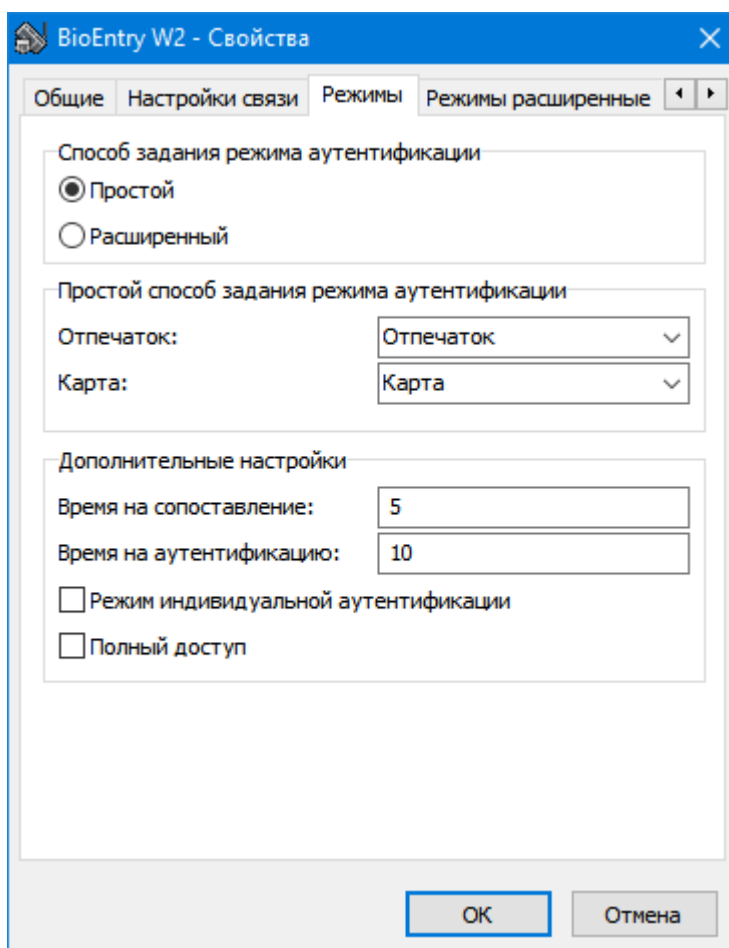 BioEntry W2 - Свойства
Общие Настройки связи Режимы Режимы расширенные
Способ задания режима аутентификации
Простой
Расширенный
Простой способ задания режима аутентификации
Отпечаток: Отпечаток
Карта: Карта
Дополнительные настройки
Время на сопоставление: 5
Время на аутентификацию: 10
Режим индивидуальной аутентификации
Полный доступ
ОК Отмена